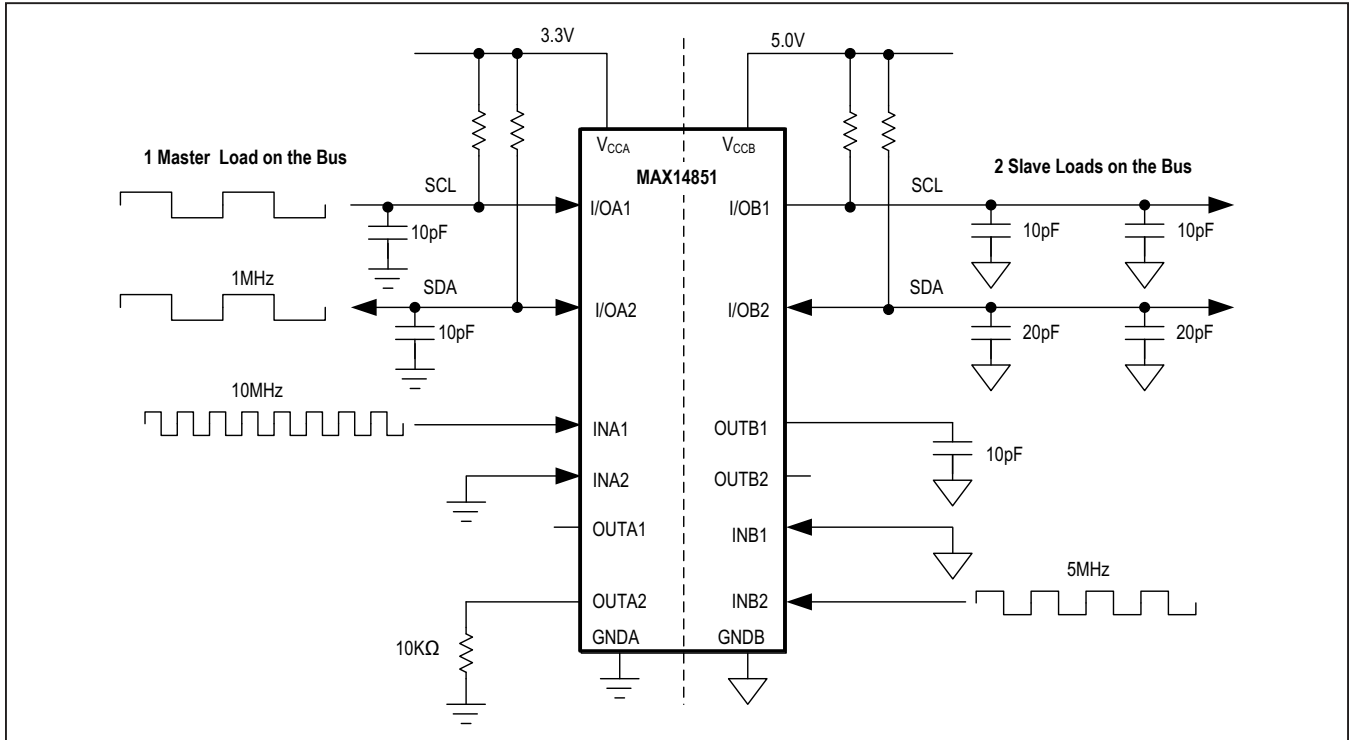 3.3V
5.0V
VCCA
VCCB
1 Master Load on the Bus
MAX14851
2 Slave Loads on the Bus
SCL
I/OA1
I/OB1
SCL
10pF
10pF
10pF
1MHz
SDA
I/OA2
I/OB2
SDA
10pF
20pF
20pF
10MHz
INA1
OUTB1
10pF
INA2
OUTB2
OUTA1
INB1
5MHz
OUTA2
INB2
10KΩ
GNDA
GNDB